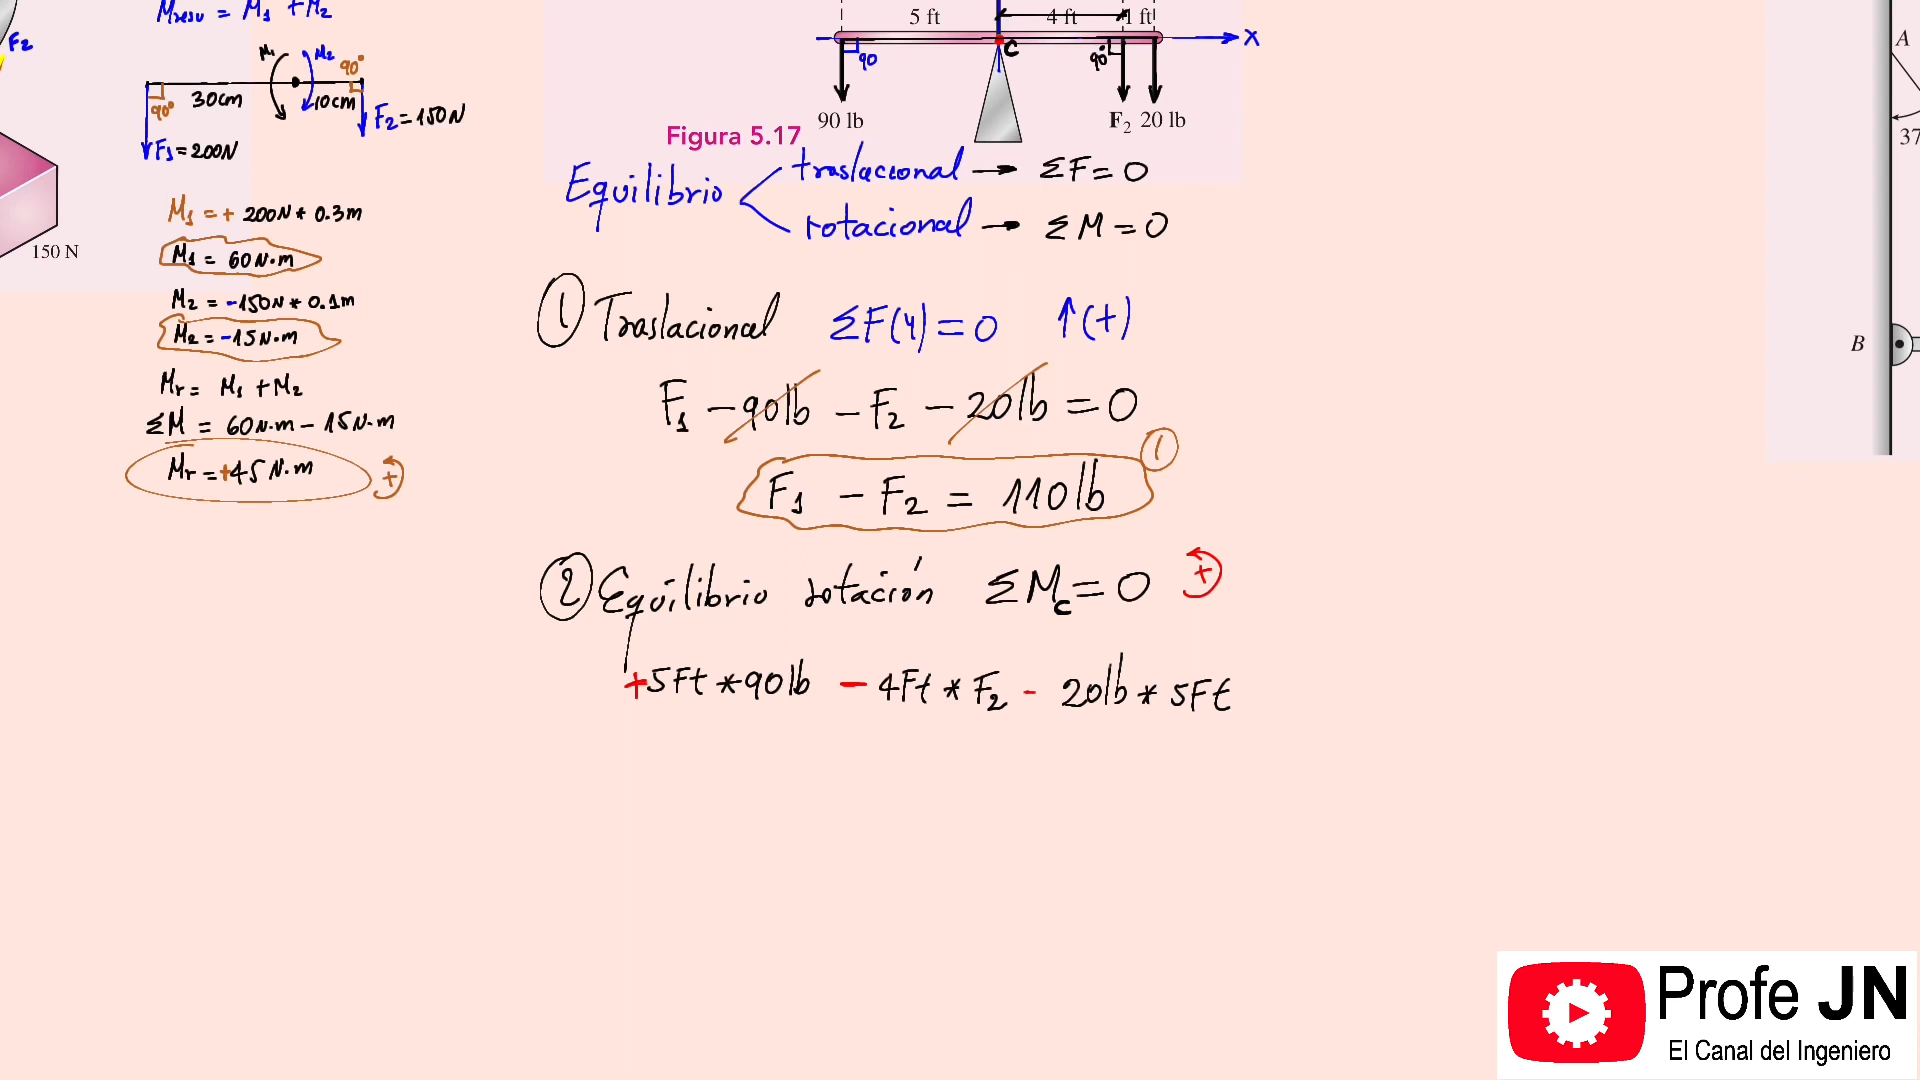 Mresu = M1 + M2
F2
M1
M2
90°
90°
30cm
10cm
F2 = 150N
F1 = 200N
M1 = + 200N * 0.3m
M1 = 60N·m
M2 = -150N * 0.1m
M2 = -15N·m
Mr = M1 + M2
ΣM = 60N·m - 15N·m
Mr = +45N·m
+
150 N
5 ft
4 ft
1 ft
x
90
C
90°
90 lb
F2 20 lb
Figura 5.17
Equilibrio
traslacional → ΣF = 0
rotacional → ΣM = 0
1 Traslacional ΣF(y) = 0 ↑(+)
F1 - 90lb - F2 - 20lb = 0
F1 - F2 = 110lb
1
2 Equilibrio rotación ΣMc = 0 +
+5Ft * 90lb - 4Ft * F2 - 20lb * 5Ft
A
37
B
Profe JN
El Canal del Ingeniero